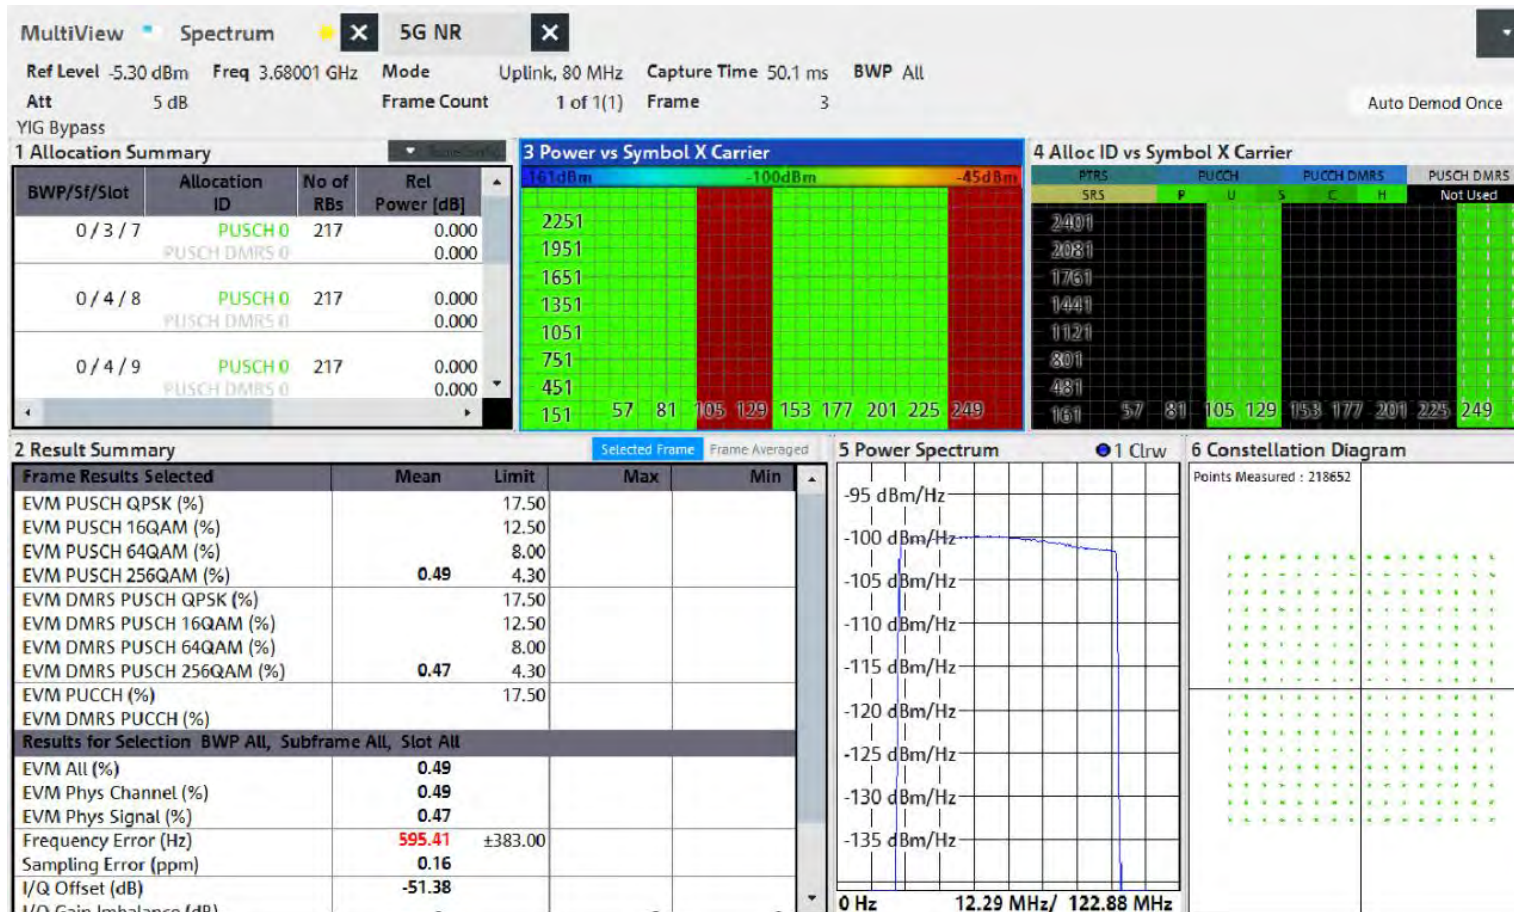 MultiView Spectrum 5G NR
Ref Level -5.30 dBm Freq 3.68001 GHz Mode Uplink, 80 MHz Capture Time 50.1 ms BWP All
Att 5 dB Frame Count 1 of 1(1) Frame 3
Auto Demod Once
YIG Bypass
1 Allocation Summary
BWP/Sf/Slot Allocation ID No of RBs Rel Power [dB]
0 / 3 / 7 PUSCH 0 217 0.000
PUSCH DMRS 0 0.000
0 / 4 / 8 PUSCH 0 217 0.000
PUSCH DMRS 0 0.000
0 / 4 / 9 PUSCH 0 217 0.000
PUSCH DMRS 0 0.000
3 Power vs Symbol X Carrier
-161dBm -100dBm -45dBm
2251
1951
1651
1351
1051
751
451
151 57 81 105 129 153 177 201 225 249
4 Alloc ID vs Symbol X Carrier
PTRS PUCCH PUCCH DMRS PUSCH DMRS
SRS P U S C H Not Used
2401
2081
1761
1441
1121
801
481
161 57 81 105 129 153 177 201 225 249
2 Result Summary Selected Frame Frame Averaged
Frame Results Selected Mean Limit Max Min
EVM PUSCH QPSK (%) 17.50
EVM PUSCH 16QAM (%) 12.50
EVM PUSCH 64QAM (%) 8.00
EVM PUSCH 256QAM (%) 0.49 4.30
EVM DMRS PUSCH QPSK (%) 17.50
EVM DMRS PUSCH 16QAM (%) 12.50
EVM DMRS PUSCH 64QAM (%) 8.00
EVM DMRS PUSCH 256QAM (%) 0.47 4.30
EVM PUCCH (%) 17.50
EVM DMRS PUCCH (%)
Results for Selection BWP All, Subframe All, Slot All
EVM All (%) 0.49
EVM Phys Channel (%) 0.49
EVM Phys Signal (%) 0.47
Frequency Error (Hz) 595.41 ±383.00
Sampling Error (ppm) 0.16
I/Q Offset (dB) -51.38
I/Q Gain Imbalance (dB)
5 Power Spectrum 1 Clrw
-95 dBm/Hz
-100 dBm/Hz
-105 dBm/Hz
-110 dBm/Hz
-115 dBm/Hz
-120 dBm/Hz
-125 dBm/Hz
-130 dBm/Hz
-135 dBm/Hz
0 Hz 12.29 MHz/ 122.88 MHz
6 Constellation Diagram
Points Measured : 218652